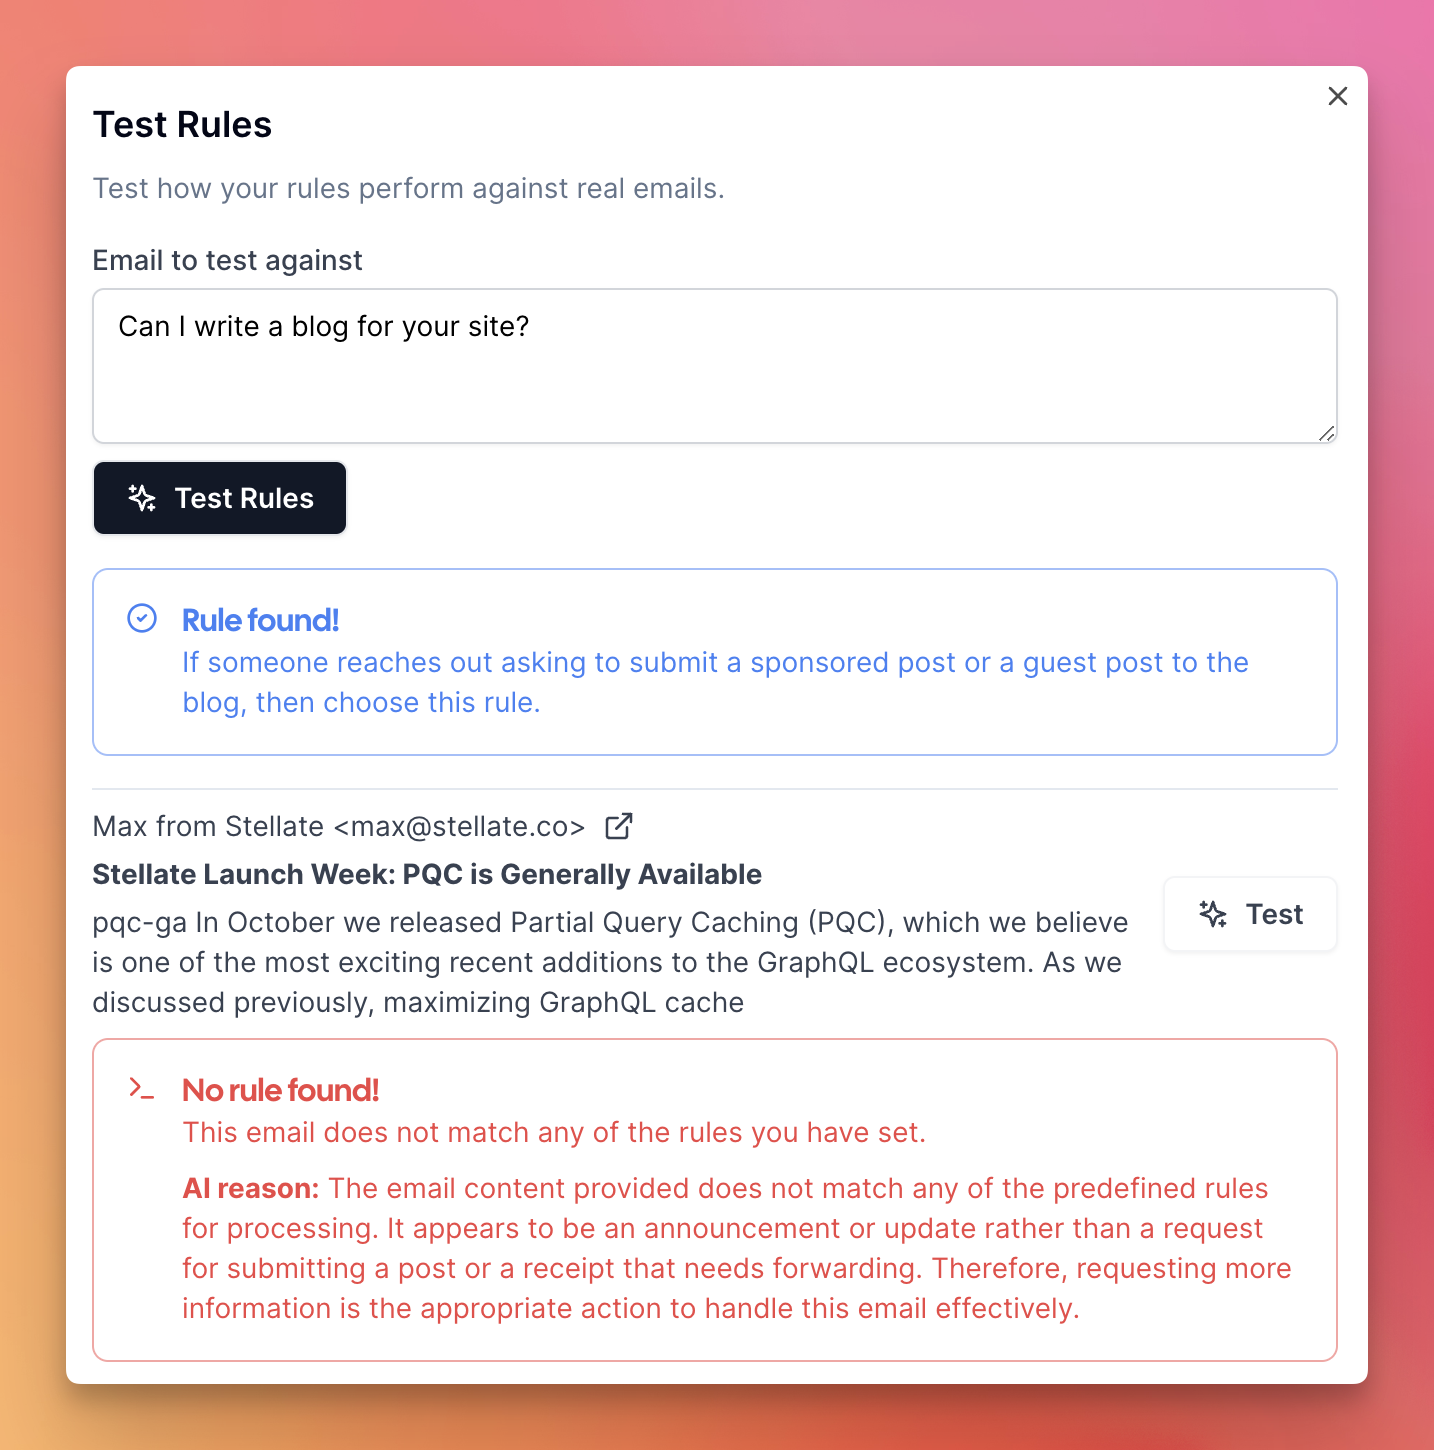 Test Rules
Test how your rules perform against real emails.
Email to test against
Can I write a blog for your site?
Test Rules
Rule found!
If someone reaches out asking to submit a sponsored post or a guest post to the
blog, then choose this rule.
Max from Stellate <max@stellate.co>
Stellate Launch Week: PQC is Generally Available
pqc-ga In October we released Partial Query Caching (PQC), which we believe
is one of the most exciting recent additions to the GraphQL ecosystem. As we
discussed previously, maximizing GraphQL cache
Test
No rule found!
This email does not match any of the rules you have set.
AI reason: The email content provided does not match any of the predefined rules
for processing. It appears to be an announcement or update rather than a request
for submitting a post or a receipt that needs forwarding. Therefore, requesting more
information is the appropriate action to handle this email effectively.